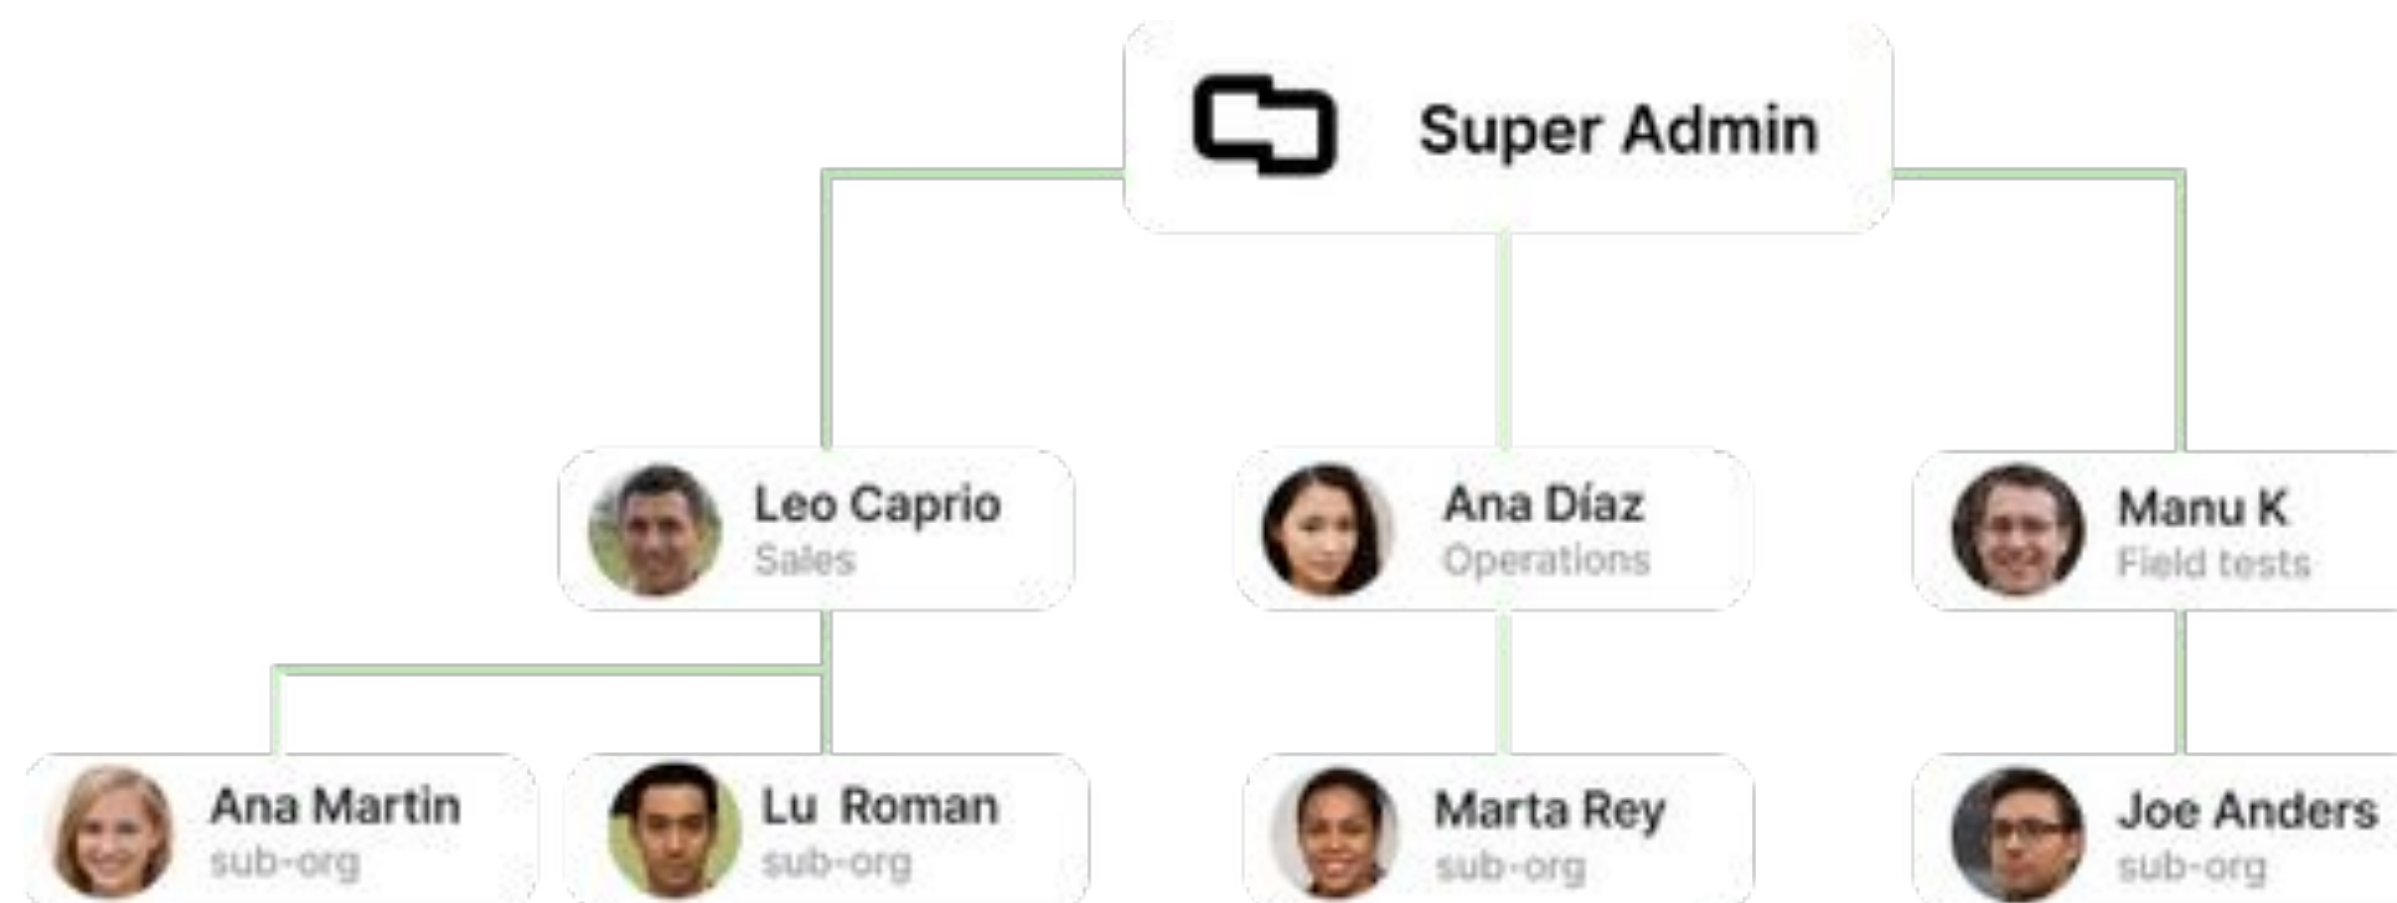 Super Admin
Leo Caprio
Sales
Ana Díaz
Operations
Manu K
Field tests
Ana Martin
sub-org
Lu Roman
sub-org
Marta Rey
sub-org
Joe Anders
sub-org